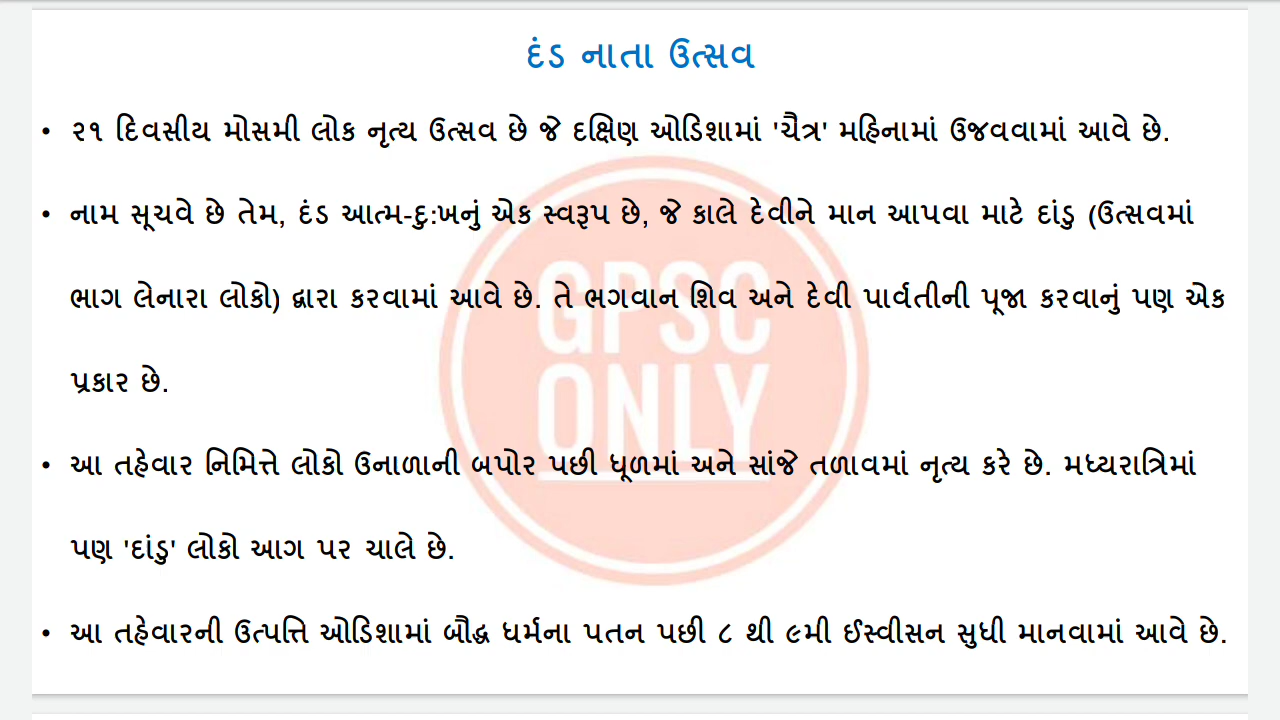 દંડ નાતા ઉત્સવ
• ૨૧ દિવસીય મોસમી લોક નૃત્ય ઉત્સવ છે જે દક્ષિણ ઓડિશામાં 'ચૈત્ર' મહિનામાં ઉજવવામાં આવે છે.
• નામ સૂચવે છે તેમ, દંડ આત્મ-દુ:ખનું એક સ્વરૂપ છે, જે કાલે દેવીને માન આપવા માટે દાંડુ (ઉત્સવમાં
ભાગ લેનારા લોકો) દ્વારા કરવામાં આવે છે. તે ભગવાન શિવ અને દેવી પાર્વતીની પૂજા કરવાનું પણ એક
પ્રકાર છે.
• આ તહેવાર નિમિત્તે લોકો ઉનાળાની બપોર પછી ધૂળમાં અને સાંજે તળાવમાં નૃત્ય કરે છે. મધ્યરાત્રિમાં
પણ 'દાંડુ' લોકો આગ પર ચાલે છે.
• આ તહેવારની ઉત્પત્તિ ઓડિશામાં બૌદ્ધ ધર્મના પતન પછી ૮ થી ૯મી ઈસ્વીસન સુધી માનવામાં આવે છે.
GPSC
ONLY